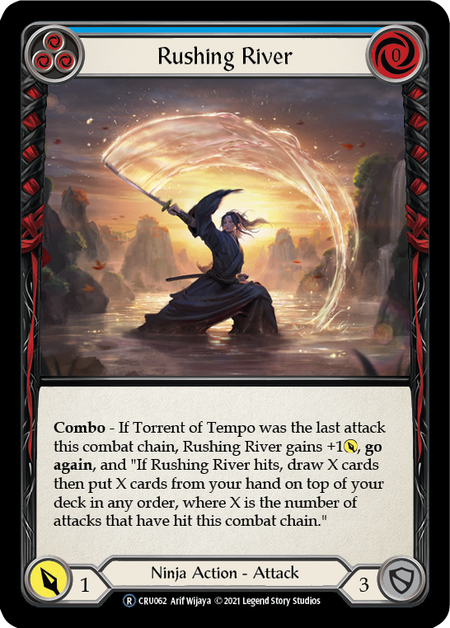 Rushing River
0
Combo - If Torrent of Tempo was the last attack
this combat chain, Rushing River gains +1, go
again, and "If Rushing River hits, draw X cards
then put X cards from your hand on top of your
deck in any order, where X is the number of
attacks that have hit this combat chain."
1
Ninja Action - Attack
3
R CRU062 Arif Wijaya © 2021 Legend Story Studios